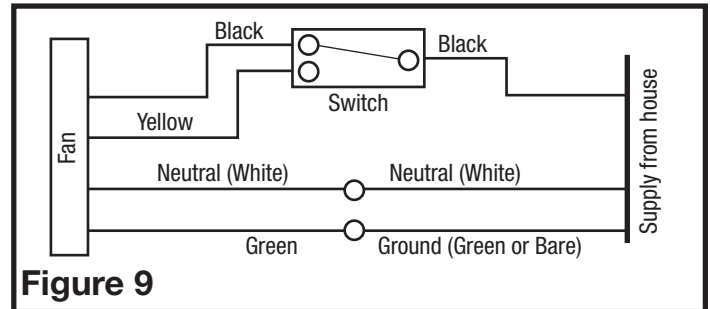 Black
Black
Switch
Yellow
Fan
Supply from house
Neutral (White)
Neutral (White)
Green
Ground (Green or Bare)
Figure 9